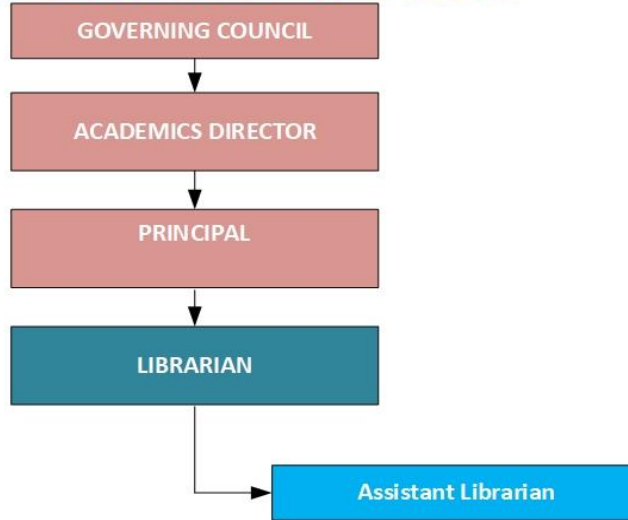 GOVERNING COUNCIL
ACADEMICS DIRECTOR
PRINCIPAL
LIBRARIAN
Assistant Librarian